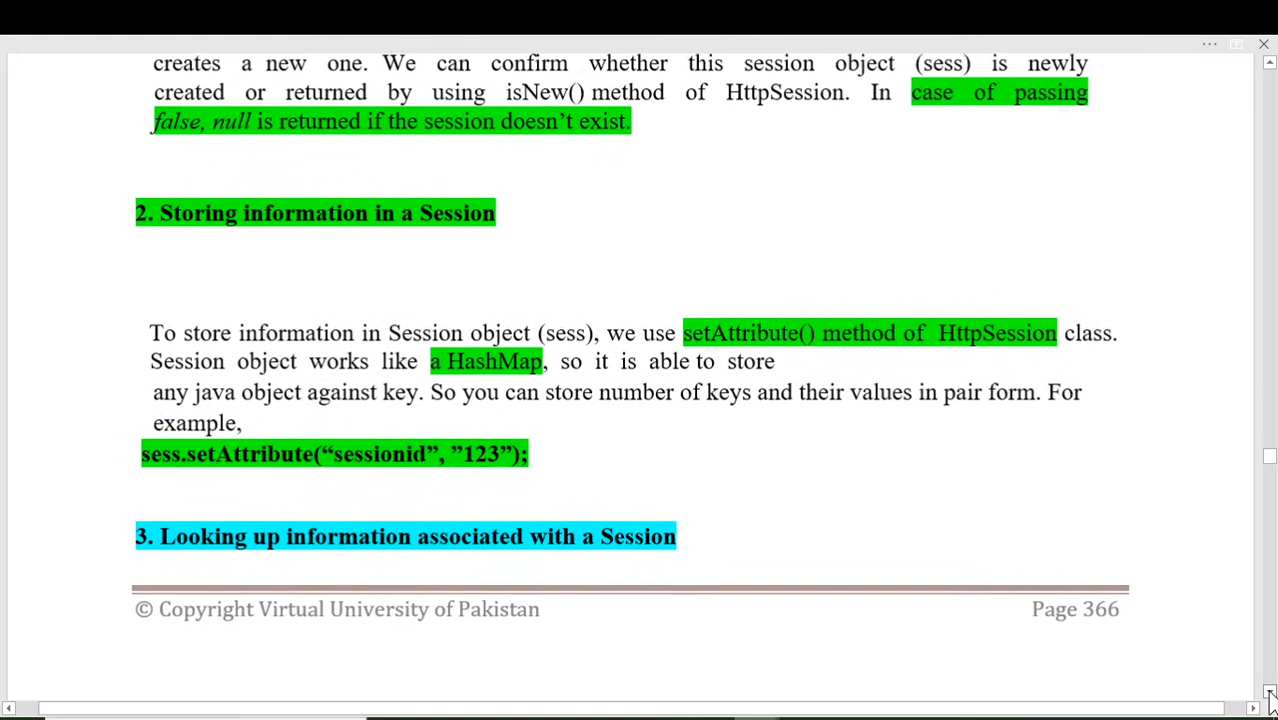 creates a new one. We can confirm whether this session object (sess) is newly
created or returned by using isNew() method of HttpSession. In case of passing
false, null is returned if the session doesn’t exist.
2. Storing information in a Session
To store information in Session object (sess), we use setAttribute() method of HttpSession class.
Session object works like a HashMap, so it is able to store
any java object against key. So you can store number of keys and their values in pair form. For
example,
sess.setAttribute(“sessionid”, ”123”);
3. Looking up information associated with a Session
© Copyright Virtual University of Pakistan Page 366